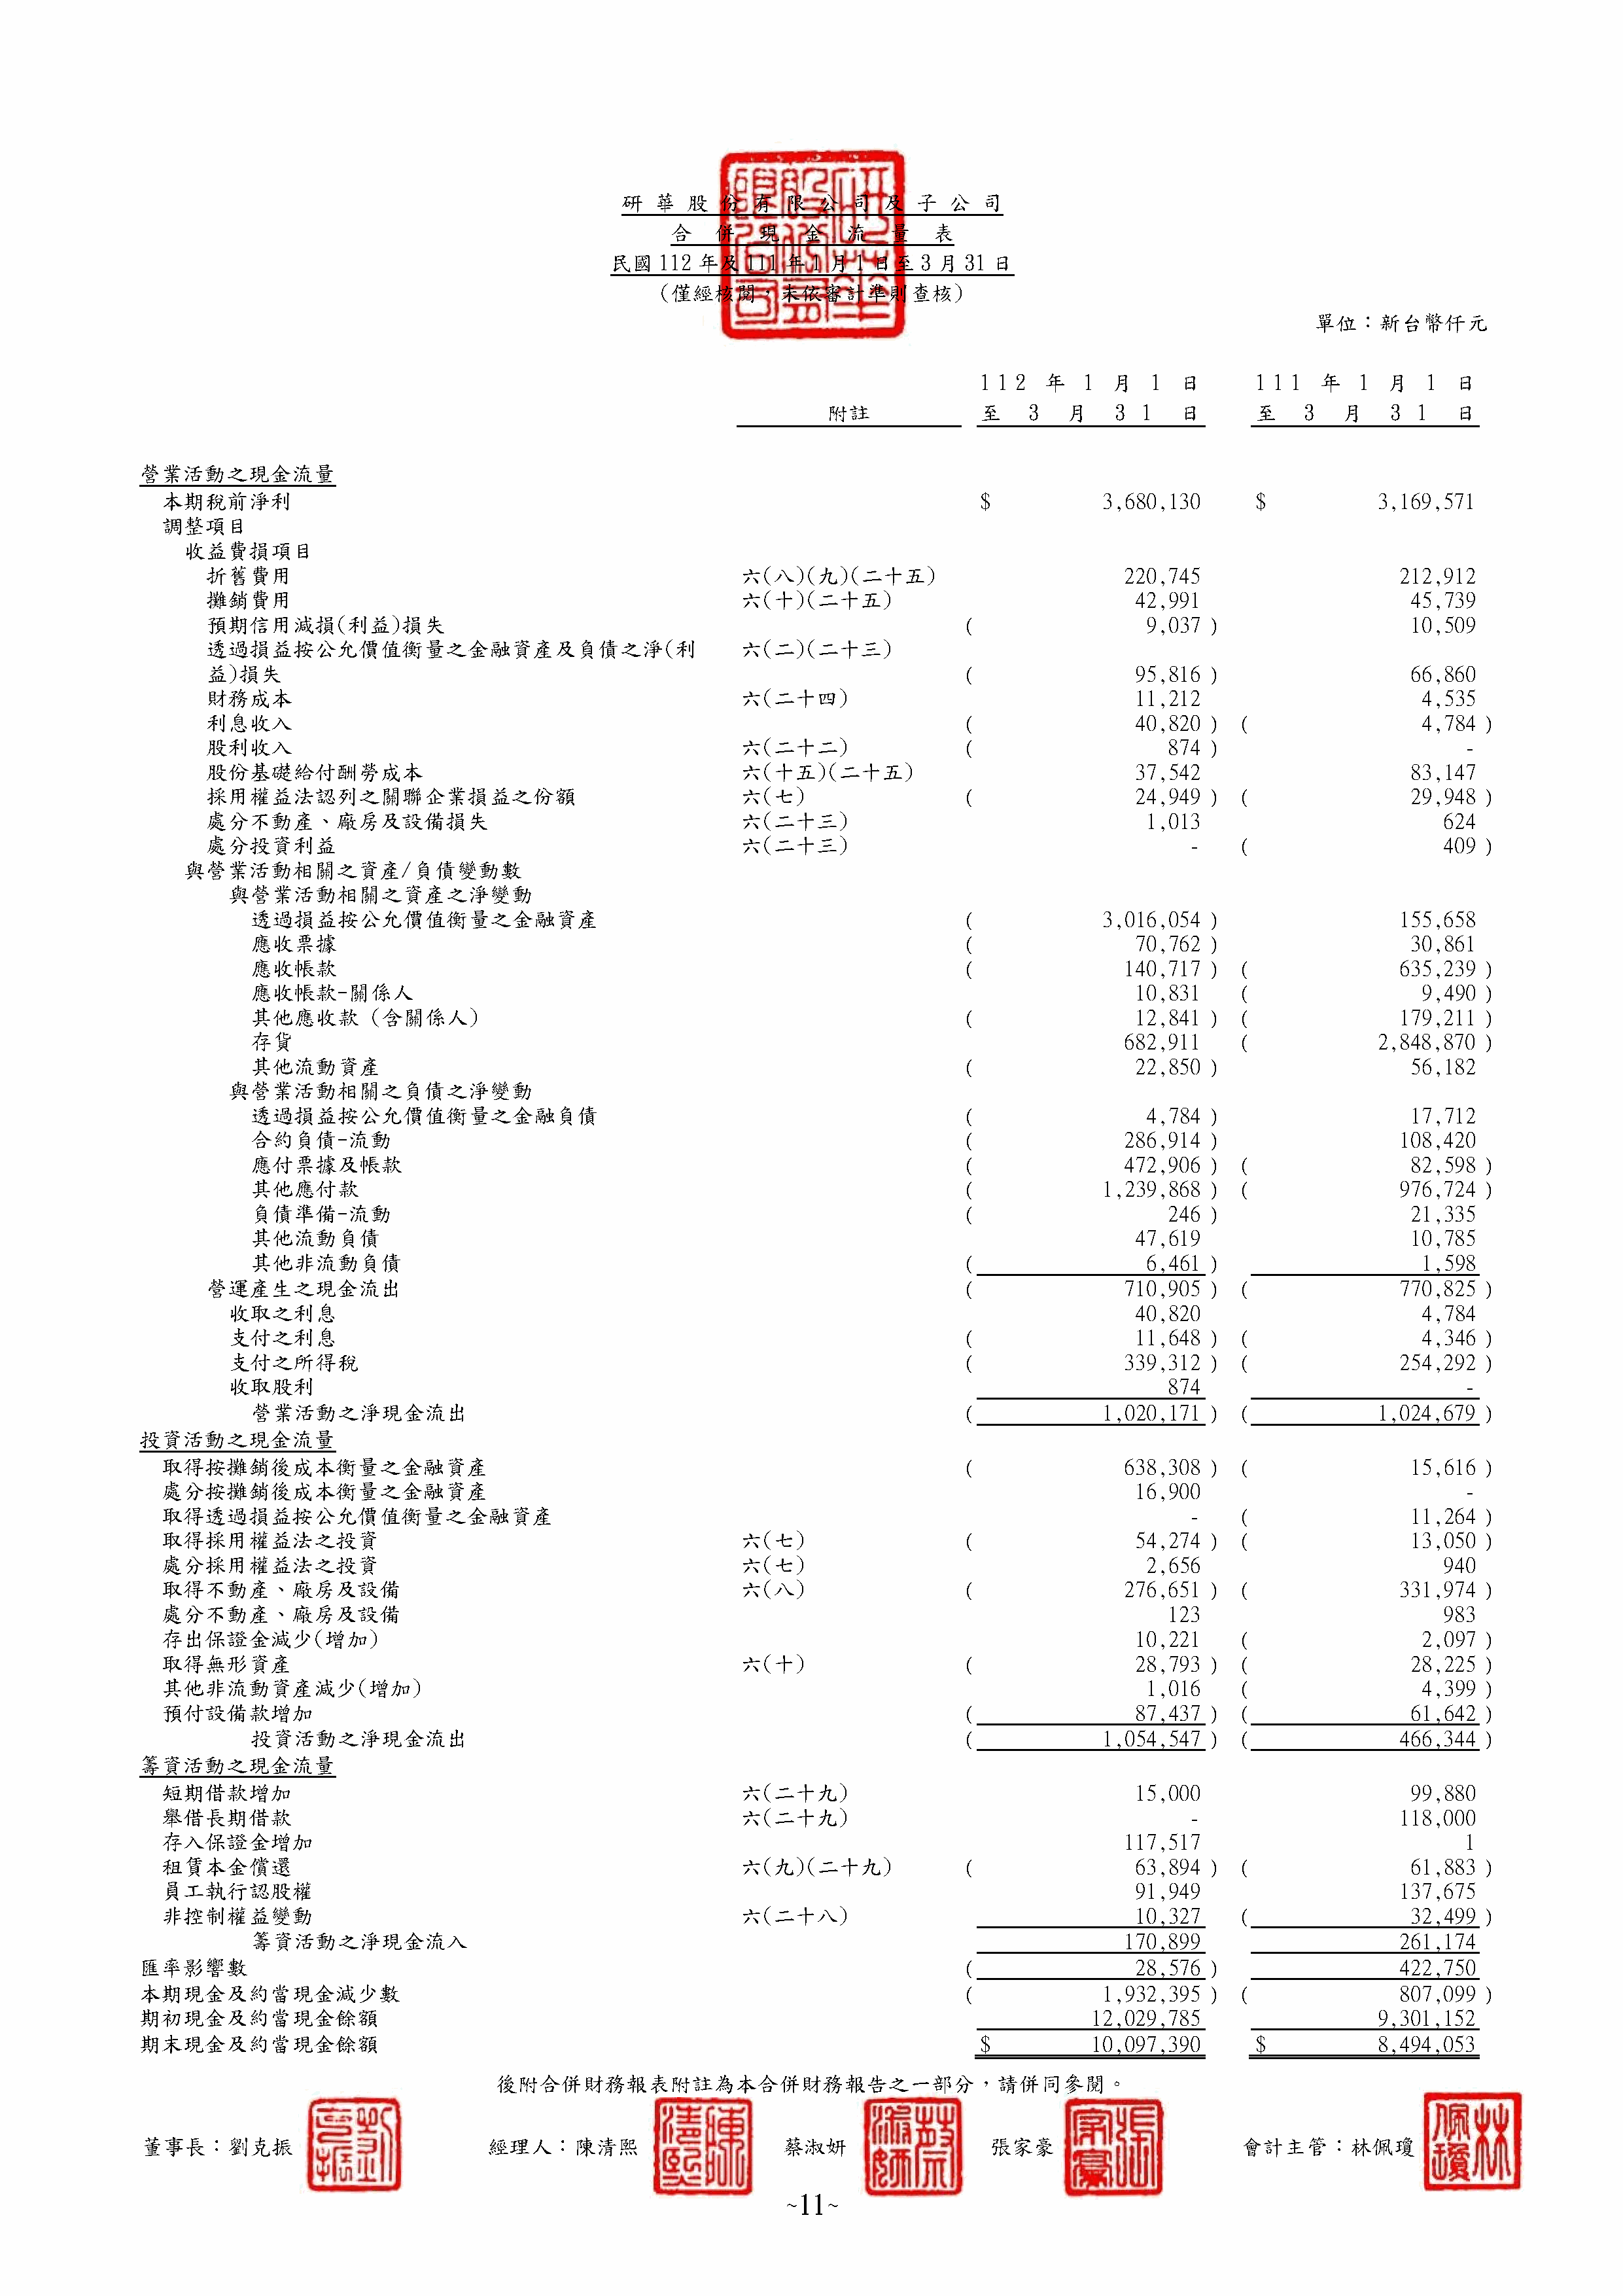 研華股份有限公司及子公司
合併現金流量表
民國112年及111年1月1日至3月31日
(僅經核閱,未依審計準則查核)
單位：新台幣仟元
112年1月1日 111年1月1日
附註 至3月31日 至3月31日
營業活動之現金流量
本期稅前淨利 $ 3,680,130 $ 3,169,571
調整項目
收益費損項目
折舊費用 六(八)(九)(二十五) 220,745 212,912
攤銷費用 六(十)(二十五) 42,991 45,739
預期信用減損(利益)損失 ( 9,037 ) 10,509
透過損益按公允價值衡量之金融資產及負債之淨(利 六(二)(二十三)
益)損失 ( 95,816 ) 66,860
財務成本 六(二十四) 11,212 4,535
利息收入 ( 40,820 ) ( 4,784 )
股利收入 六(二十二) ( 874 ) -
股份基礎給付酬勞成本 六(十五)(二十五) 37,542 83,147
採用權益法認列之關聯企業損益之份額 六(七) ( 24,949 ) ( 29,948 )
處分不動產、廠房及設備損失 六(二十三) 1,013 624
處分投資利益 六(二十三) - ( 409 )
與營業活動相關之資產/負債變動數
與營業活動相關之資產之淨變動
透過損益按公允價值衡量之金融資產 ( 3,016,054 ) 155,658
應收票據 ( 70,762 ) 30,861
應收帳款 ( 140,717 ) ( 635,239 )
應收帳款-關係人 10,831 ( 9,490 )
其他應收款 (含關係人) ( 12,841 ) ( 179,211 )
存貨 682,911 ( 2,848,870 )
其他流動資產 ( 22,850 ) 56,182
與營業活動相關之負債之淨變動
透過損益按公允價值衡量之金融負債 ( 4,784 ) 17,712
合約負債-流動 ( 286,914 ) 108,420
應付票據及帳款 ( 472,906 ) ( 82,598 )
其他應付款 ( 1,239,868 ) ( 976,724 )
負債準備-流動 ( 246 ) 21,335
其他流動負債 47,619 10,785
其他非流動負債 ( 6,461 ) 1,598
營運產生之現金流出 ( 710,905 ) ( 770,825 )
收取之利息 40,820 4,784
支付之利息 ( 11,648 ) ( 4,346 )
支付之所得稅 ( 339,312 ) ( 254,292 )
收取股利 874 -
營業活動之淨現金流出 ( 1,020,171 ) ( 1,024,679 )
投資活動之現金流量
取得按攤銷後成本衡量之金融資產 ( 638,308 ) ( 15,616 )
處分按攤銷後成本衡量之金融資產 16,900 -
取得透過損益按公允價值衡量之金融資產 - ( 11,264 )
取得採用權益法之投資 六(七) ( 54,274 ) ( 13,050 )
處分採用權益法之投資 六(七) 2,656 940
取得不動產、廠房及設備 六(八) ( 276,651 ) ( 331,974 )
處分不動產、廠房及設備 123 983
存出保證金減少(增加) 10,221 ( 2,097 )
取得無形資產 六(十) ( 28,793 ) ( 28,225 )
其他非流動資產減少(增加) 1,016 ( 4,399 )
預付設備款增加 ( 87,437 ) ( 61,642 )
投資活動之淨現金流出 ( 1,054,547 ) ( 466,344 )
籌資活動之現金流量
短期借款增加 六(二十九) 15,000 99,880
舉借長期借款 六(二十九) - 118,000
存入保證金增加 117,517 1
租賃本金償還 六(九)(二十九) ( 63,894 ) ( 61,883 )
員工執行認股權 91,949 137,675
非控制權益變動 六(二十八) 10,327 ( 32,499 )
籌資活動之淨現金流入 170,899 261,174
匯率影響數 ( 28,576 ) 422,750
本期現金及約當現金減少數 ( 1,932,395 ) ( 807,099 )
期初現金及約當現金餘額 12,029,785 9,301,152
期末現金及約當現金餘額 $ 10,097,390 $ 8,494,053
後附合併財務報表附註為本合併財務報告之一部分,請併同參閱。
董事長：劉克振 經理人：陳清熙 蔡淑妍 張家豪 會計主管：林佩瓊
~11~